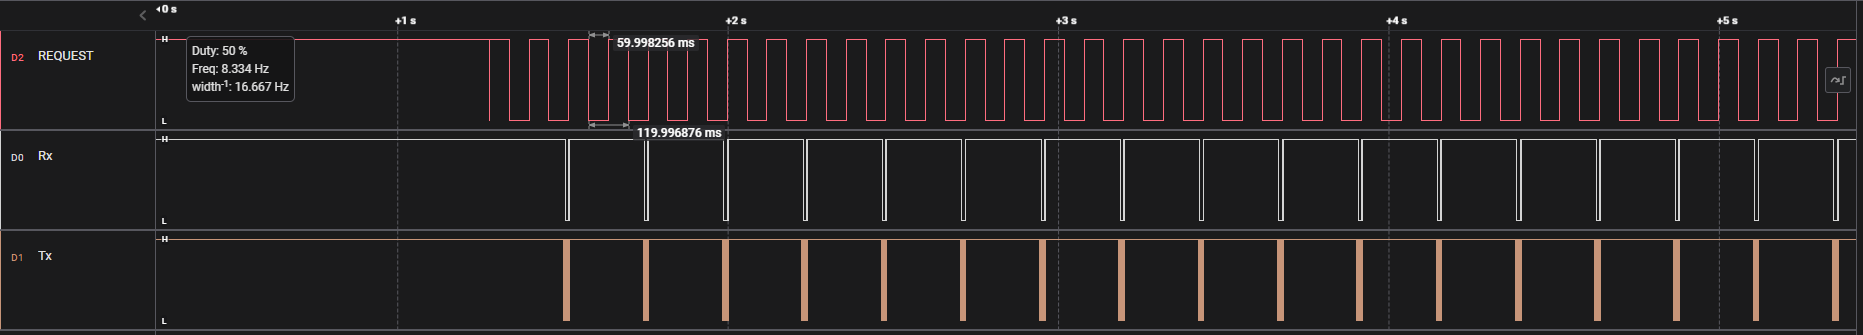 0 s
+1 s
+2 s
+3 s
+4 s
+5 s
D2 REQUEST
H
L
Duty: 50 %
Freq: 8.334 Hz
width-1: 16.667 Hz
59.998256 ms
119.996876 ms
D0 Rx
H
L
D1 Tx
H
L